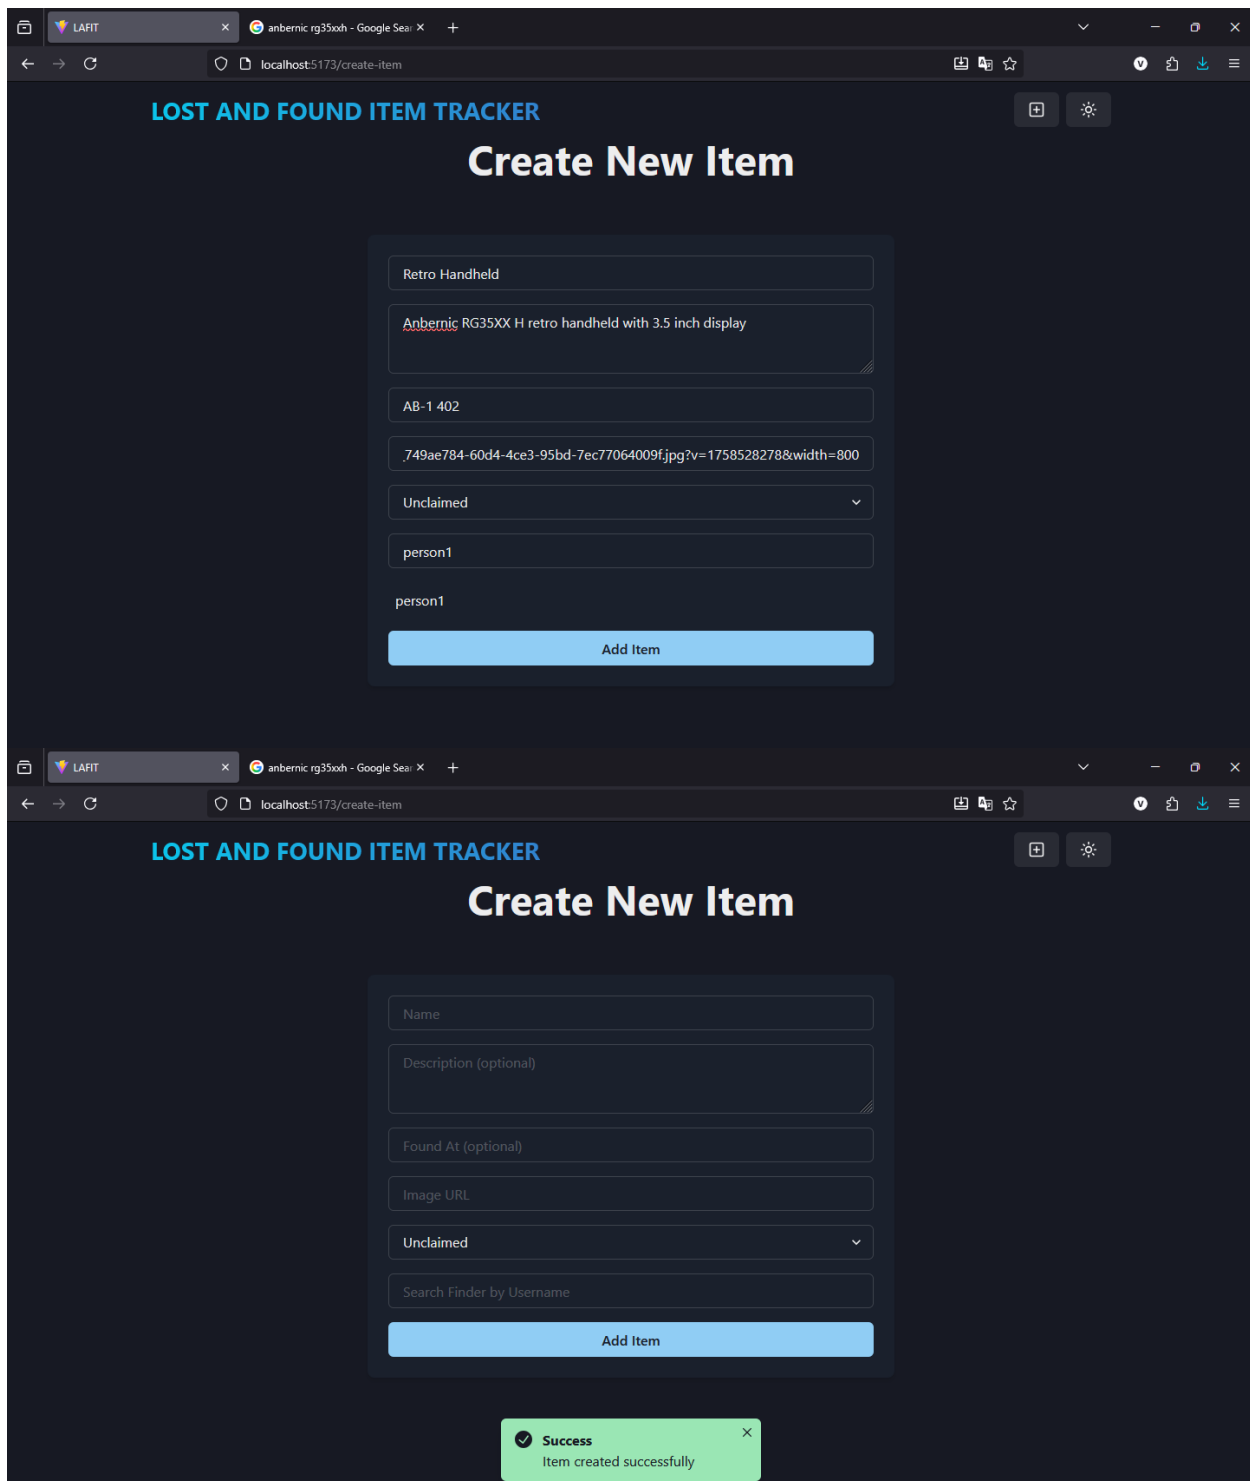 LAFIT
anbernic rg35xxh - Google Sear
localhost:5173/create-item
LOST AND FOUND ITEM TRACKER
Create New Item
Retro Handheld
Anbernic RG35XX H retro handheld with 3.5 inch display
AB-1 402
749ae784-60d4-4ce3-95bd-7ec77064009f.jpg?v=1758528278&width=800
Unclaimed
person1
person1
Add Item
LAFIT
anbernic rg35xxh - Google Sear
localhost:5173/create-item
LOST AND FOUND ITEM TRACKER
Create New Item
Name
Description (optional)
Found At (optional)
Image URL
Unclaimed
Search Finder by Username
Add Item
Success
Item created successfully